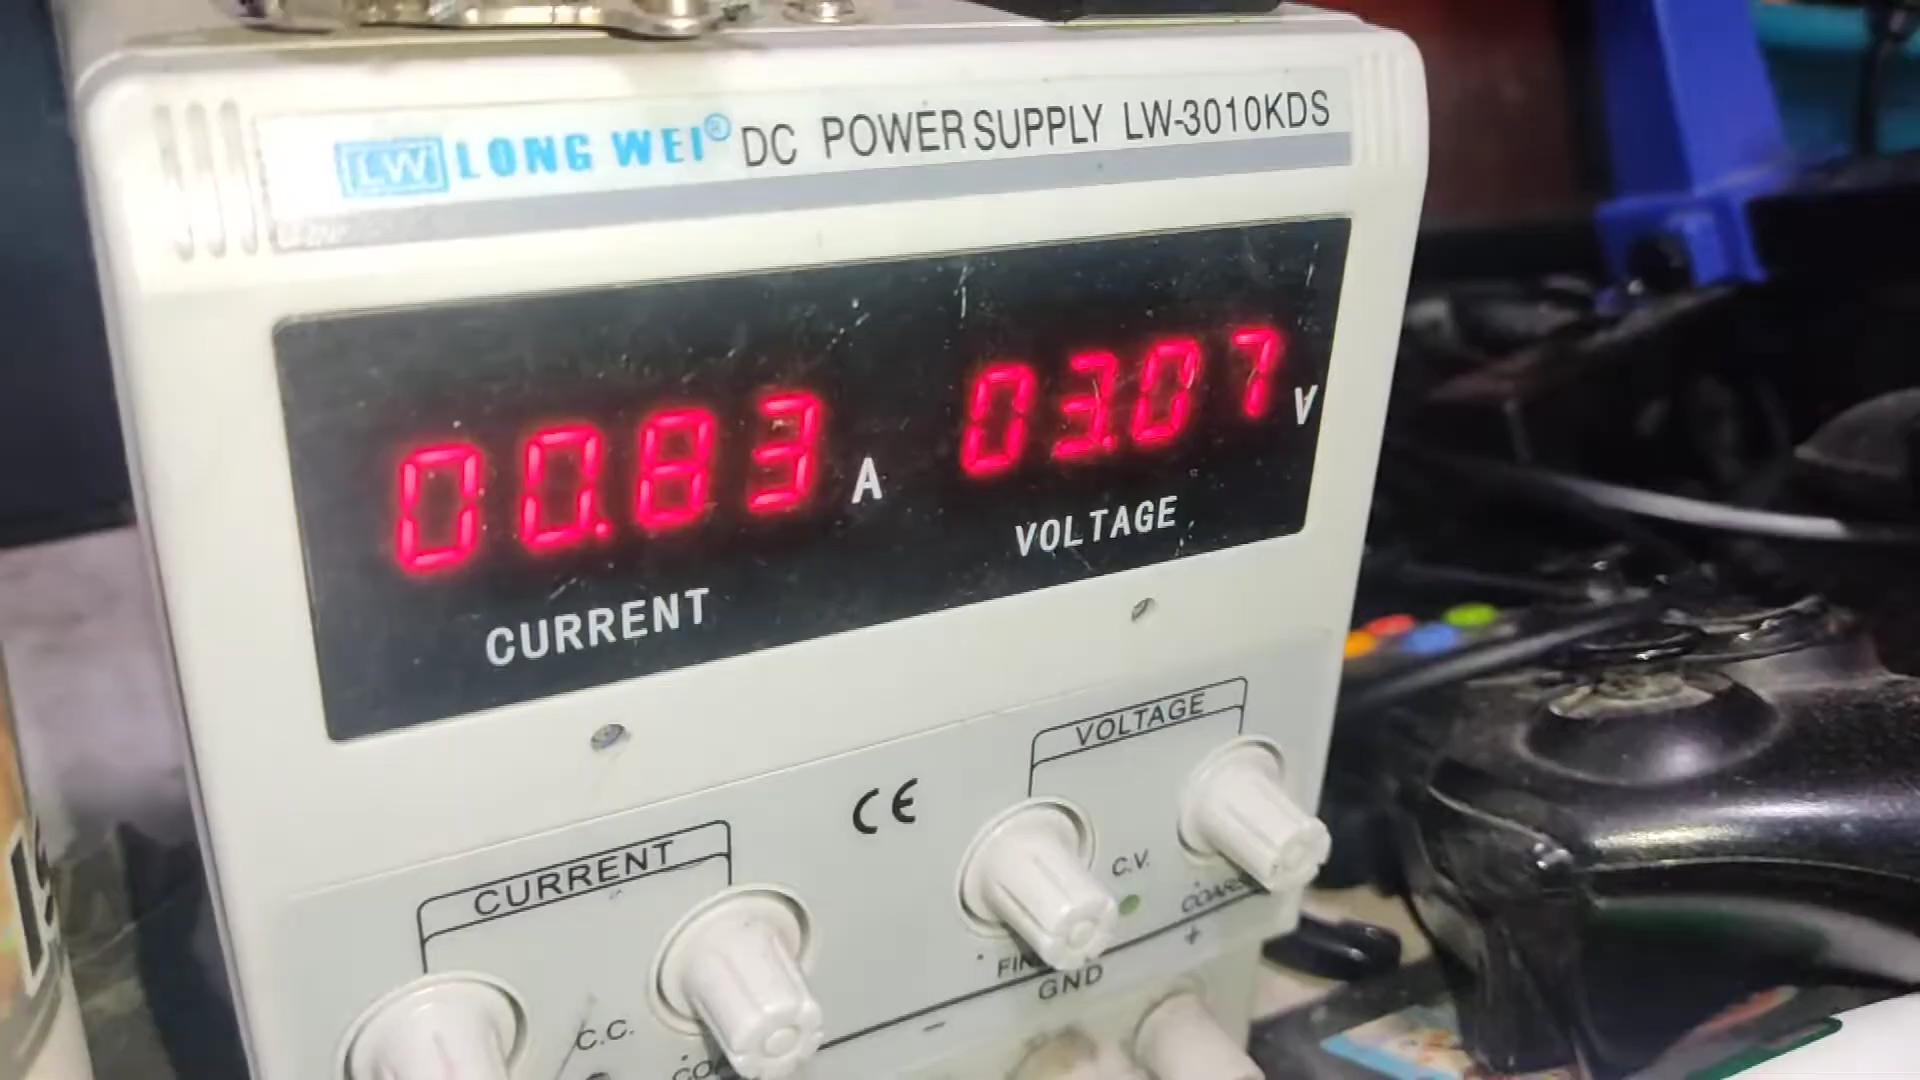 LW LONG WEI® DC POWER SUPPLY LW-3010KDS
00.83 A 03.07 V
CURRENT VOLTAGE
VOLTAGE
CE
CURRENT
C.V.
C.C.
+
GND
-